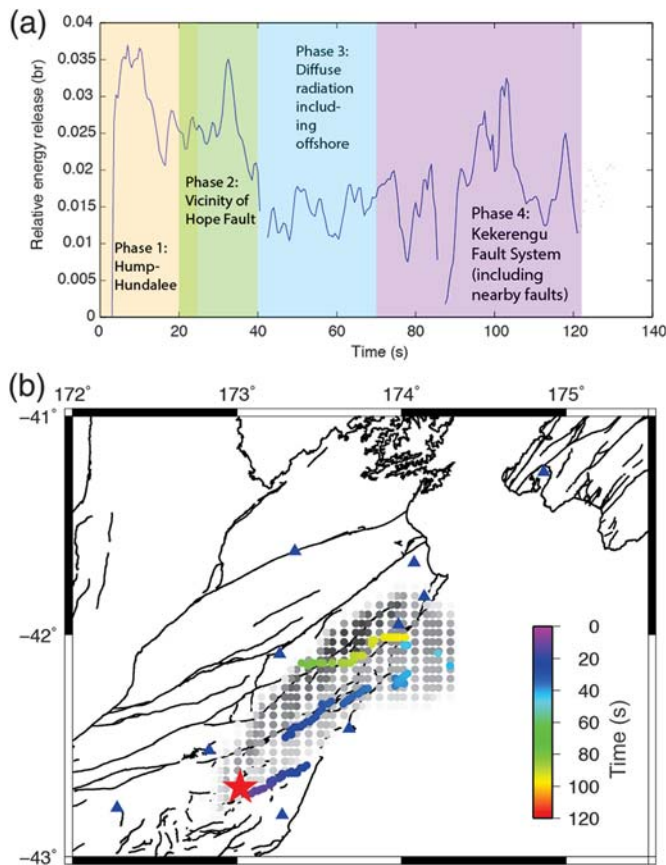 (a)
0.04
0.035
0.03
0.025
0.02
0.015
0.01
0.005
0
Relative energy release (br)
Phase 1:
Hump-
Hundalee
Phase 2:
Vicinity of
Hope Fault
Phase 3:
Diffuse
radiation
includ-
ing
offshore
Phase 4:
Kekerengu
Fault System
(including
nearby faults)
0 20 40 60 80 100 120 140
Time (s)
(b)
172° 173° 174° 175°
−41°
−42°
−43°
0
20
40
60
80
100
120
Time (s)